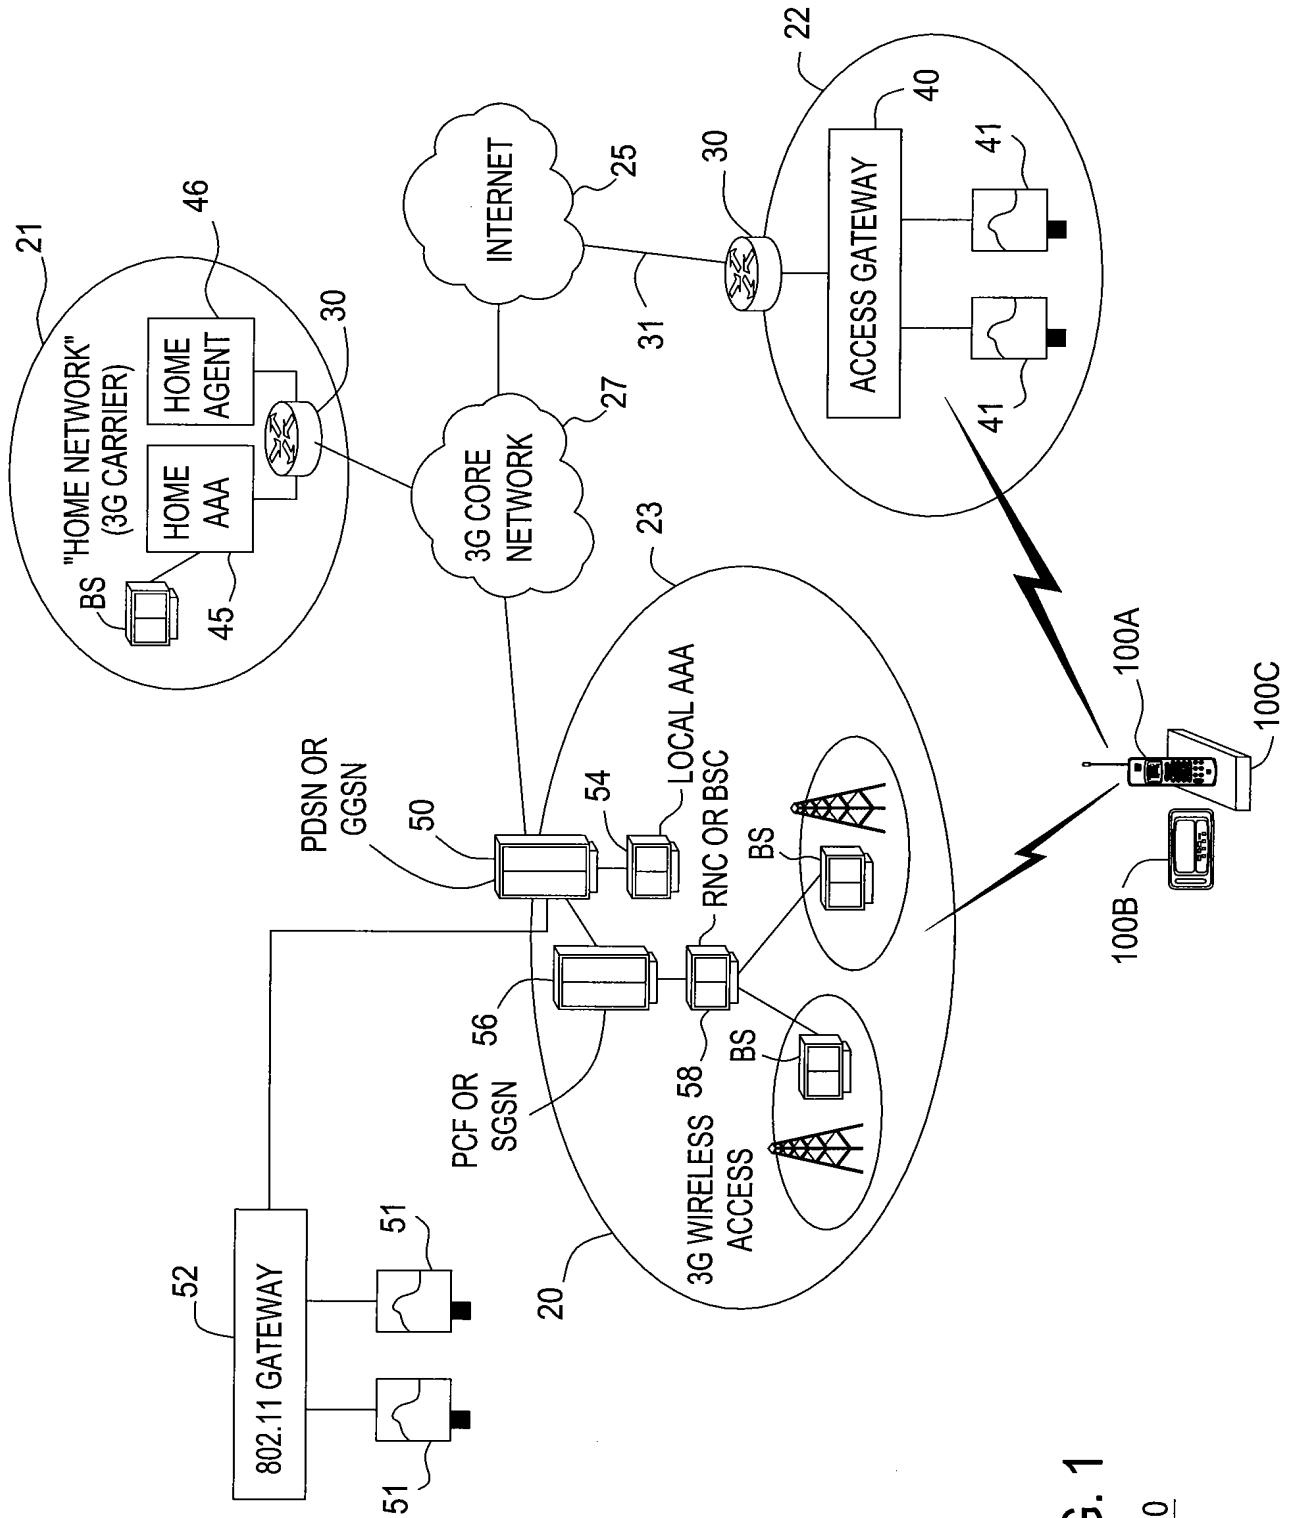 21
"HOME NETWORK"
(3G CARRIER)
BS
HOME
AAA
HOME
AGENT
45
46
30
INTERNET
25
3G CORE
NETWORK
27
31
30
22
ACCESS GATEWAY
40
41
41
PDSN OR
GGSN
50
54
LOCAL AAA
23
56
PCF OR
SGSN
58
RNC OR BSC
BS
BS
3G WIRELESS
ACCESS
20
52
802.11 GATEWAY
51
51
100A
100B
100C
G. 1
0